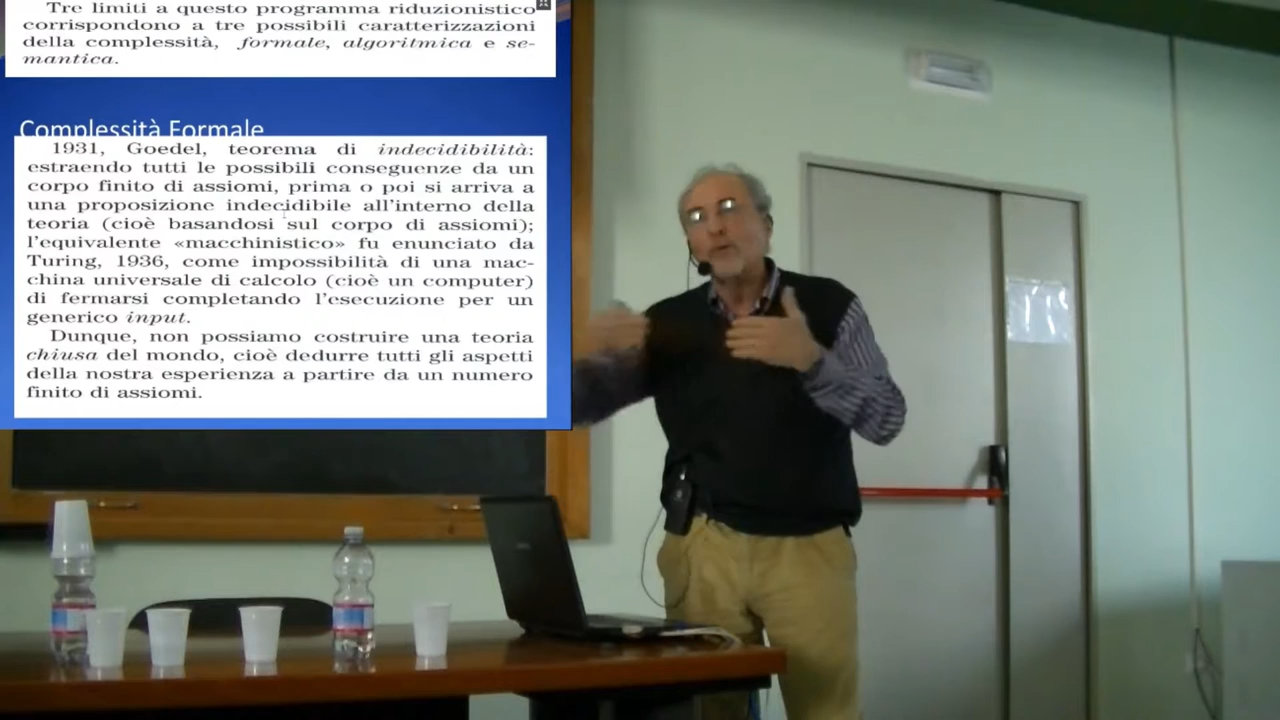 Tre limiti a questo programma riduzionistico
corrispondono a tre possibili caratterizzazioni
della complessità, formale, algoritmica e se-
mantica.
Complessità Formale
1931, Goedel, teorema di indecidibilità:
estraendo tutti le possibili conseguenze da un
corpo finito di assiomi, prima o poi si arriva a
una proposizione indecidibile all'interno della
teoria (cioè basandosi sul corpo di assiomi);
l'equivalente «macchinistico» fu enunciato da
Turing, 1936, come impossibilità di una mac-
china universale di calcolo (cioè un computer)
di fermarsi completando l'esecuzione per un
generico input.
Dunque, non possiamo costruire una teoria
chiusa del mondo, cioè dedurre tutti gli aspetti
della nostra esperienza a partire da un numero
finito di assiomi.